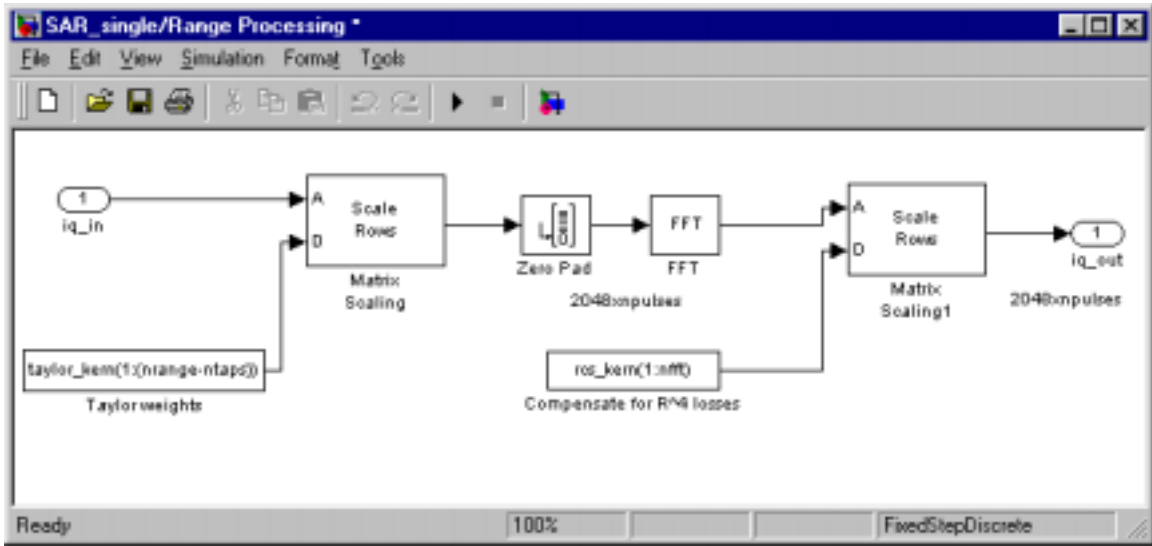 SAR_single/Range Processing *
File Edit View Simulation Format Tools
1
iq_in
A
D
Scale
Rows
Matrix
Scaling
Zero Pad
FFT
FFT
2048xnpulses
A
D
Scale
Rows
Matrix
Scaling1
1
iq_out
2048xnpulses
taylor_kern(1:(nrange-ntaps))
Taylor weights
rcs_kern(1:nfft)
Compensate for R^4 losses
Ready 100% FixedStepDiscrete